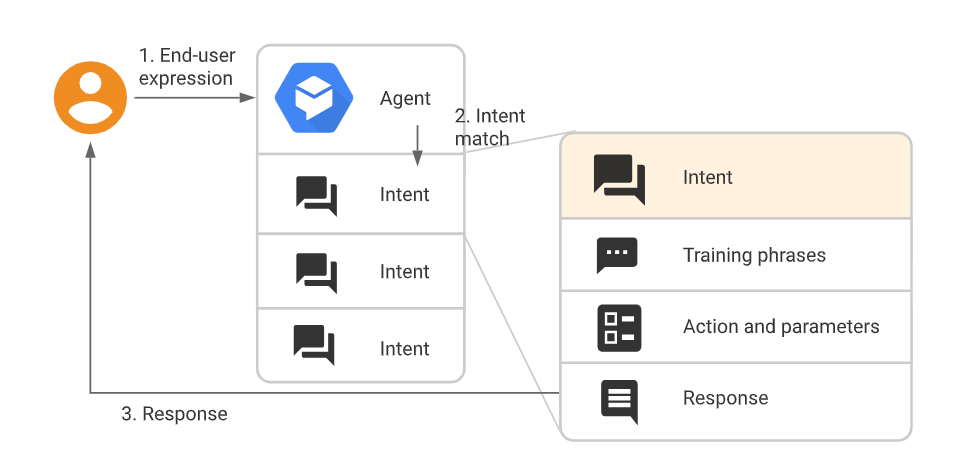 1. End-user
expression
Agent
2. Intent
match
Intent
Intent
Intent
Intent
Training phrases
Action and parameters
Response
3. Response